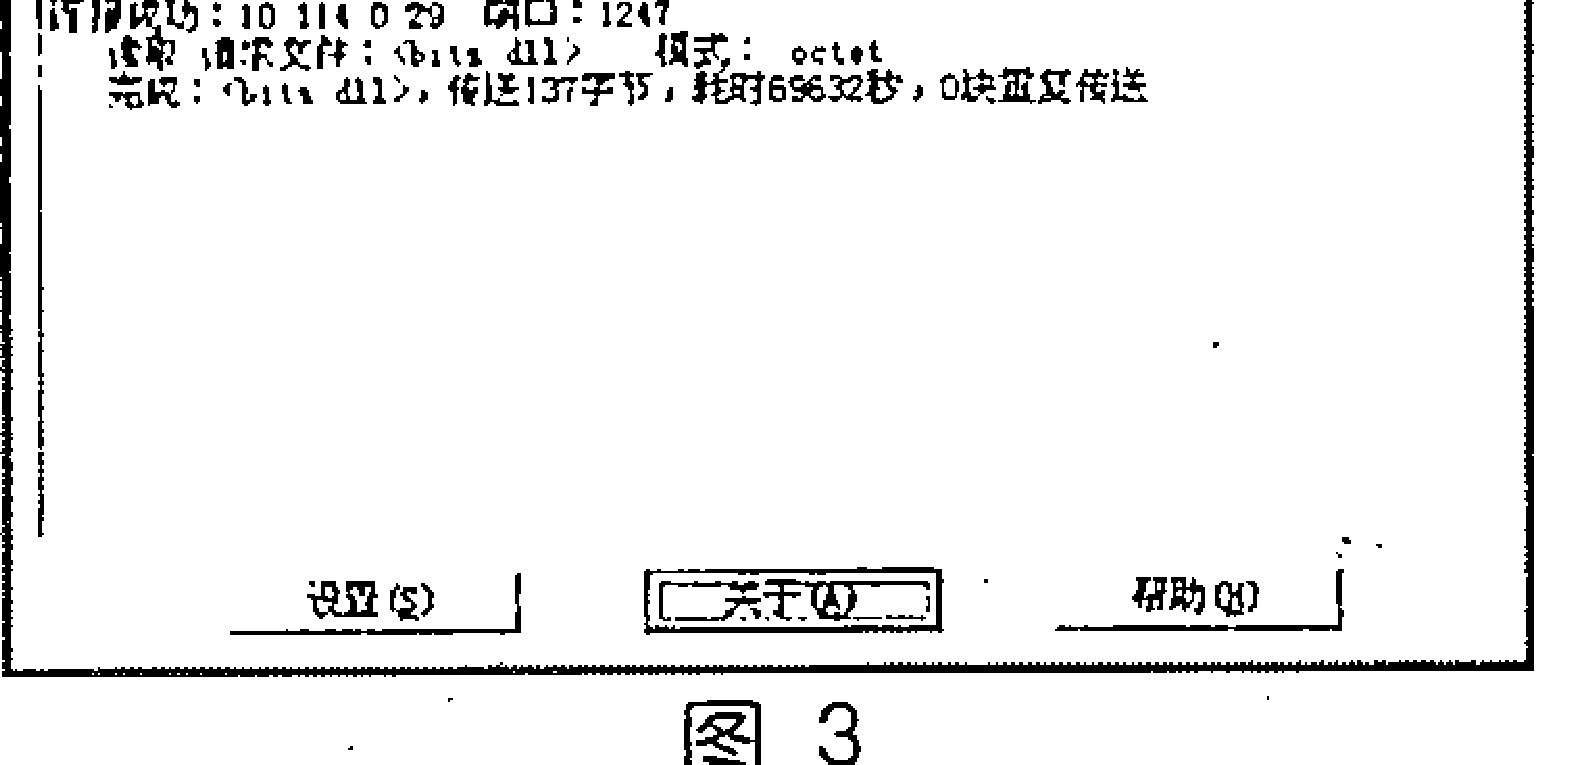 连接成功：10 114 0 29 端口：1247
读取 请求文件：<bits dll> 模式： octet
完成：<bits dll>，传送137字节，耗时69632秒，0块重复传送
设置(S) 关于(A) 帮助(H)
图 3